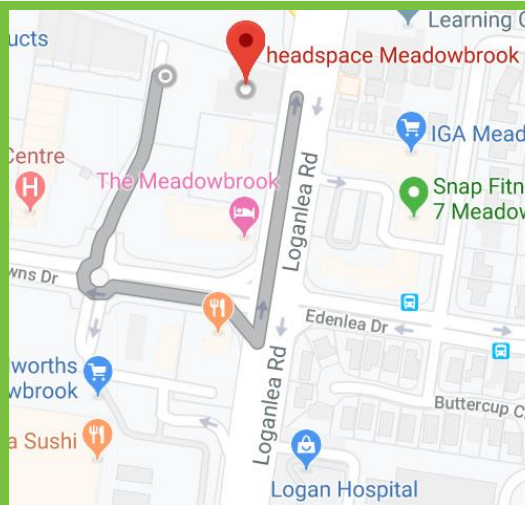 Learning C
ucts
headspace Meadowbrook
IGA Mead
Centre
H
The Meadowbrook
Snap Fitn
7 Meadow
Loganlea Rd
wns Dr
Edenlea Dr
worths
wbrook
Loganlea Rd
Buttercup C
a Sushi
Logan Hospital